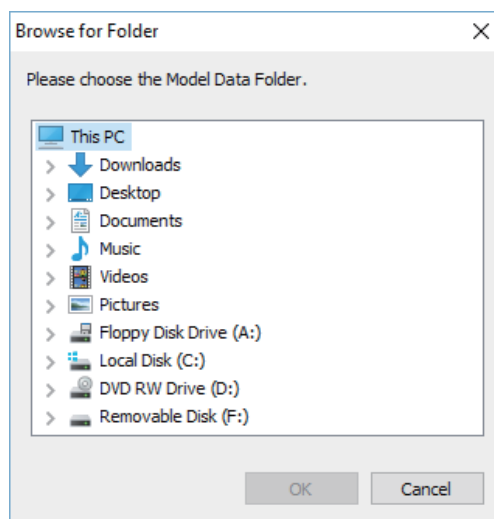 Browse for Folder
Please choose the Model Data Folder.
This PC
Downloads
Desktop
Documents
Music
Videos
Pictures
Floppy Disk Drive (A:)
Local Disk (C:)
DVD RW Drive (D:)
Removable Disk (F:)
OK Cancel